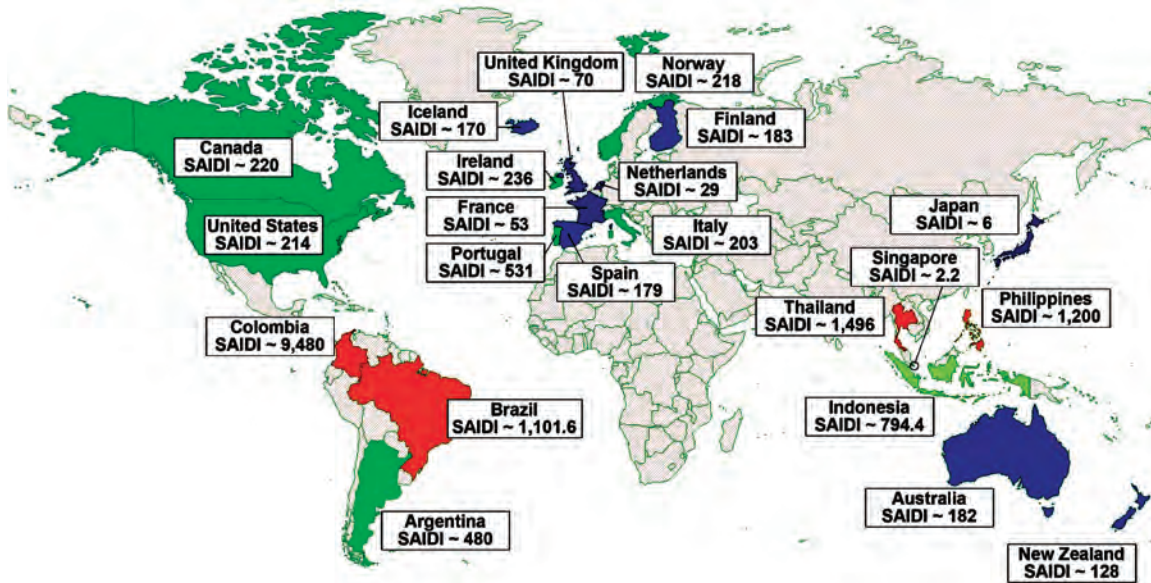 United Kingdom
SAIDI ~ 70
Norway
SAIDI ~ 218
Iceland
SAIDI ~ 170
Finland
SAIDI ~ 183
Canada
SAIDI ~ 220
Ireland
SAIDI ~ 236
Netherlands
SAIDI ~ 29
France
SAIDI ~ 53
Japan
SAIDI ~ 6
United States
SAIDI ~ 214
Italy
SAIDI ~ 203
Portugal
SAIDI ~ 531
Singapore
SAIDI ~ 2.2
Spain
SAIDI ~ 179
Thailand
SAIDI ~ 1,496
Philippines
SAIDI ~ 1,200
Colombia
SAIDI ~ 9,480
Brazil
SAIDI ~ 1,101.6
Indonesia
SAIDI ~ 794.4
Australia
SAIDI ~ 182
Argentina
SAIDI ~ 480
New Zealand
SAIDI ~ 128